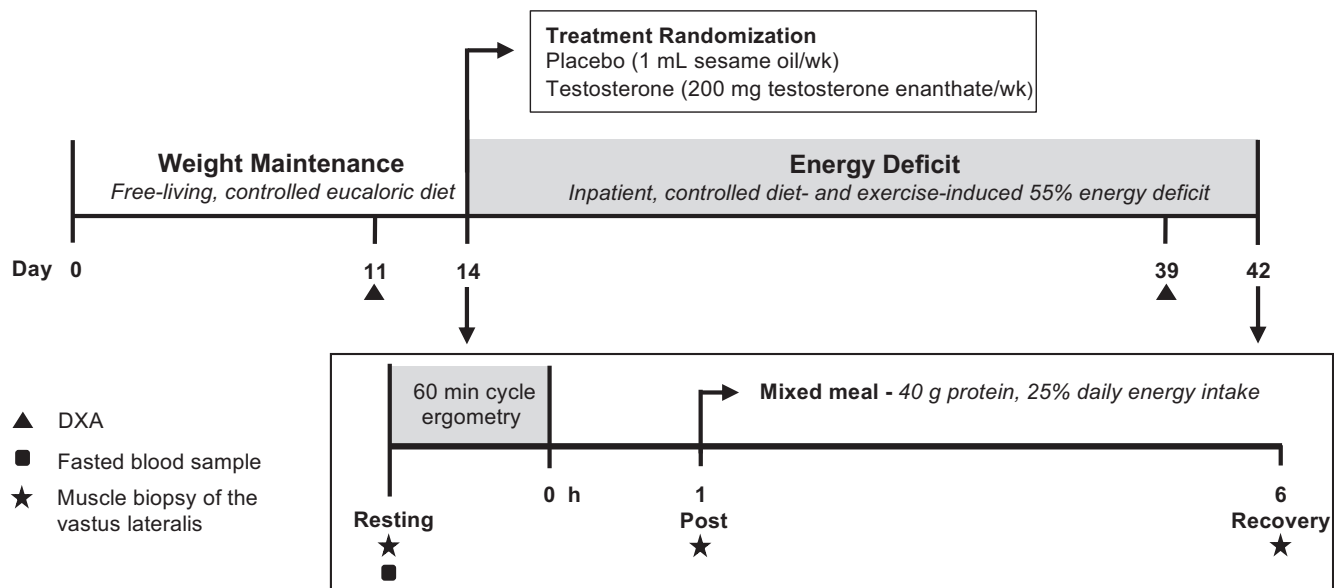 Treatment Randomization
Placebo (1 mL sesame oil/wk)
Testosterone (200 mg testosterone enanthate/wk)
Weight Maintenance
Free-living, controlled eucaloric diet
Energy Deficit
Inpatient, controlled diet- and exercise-induced 55% energy deficit
Day 0 11 14 39 42
60 min cycle
ergometry
Mixed meal - 40 g protein, 25% daily energy intake
0 h 1 6
Resting Post Recovery
DXA
Fasted blood sample
Muscle biopsy of the
vastus lateralis